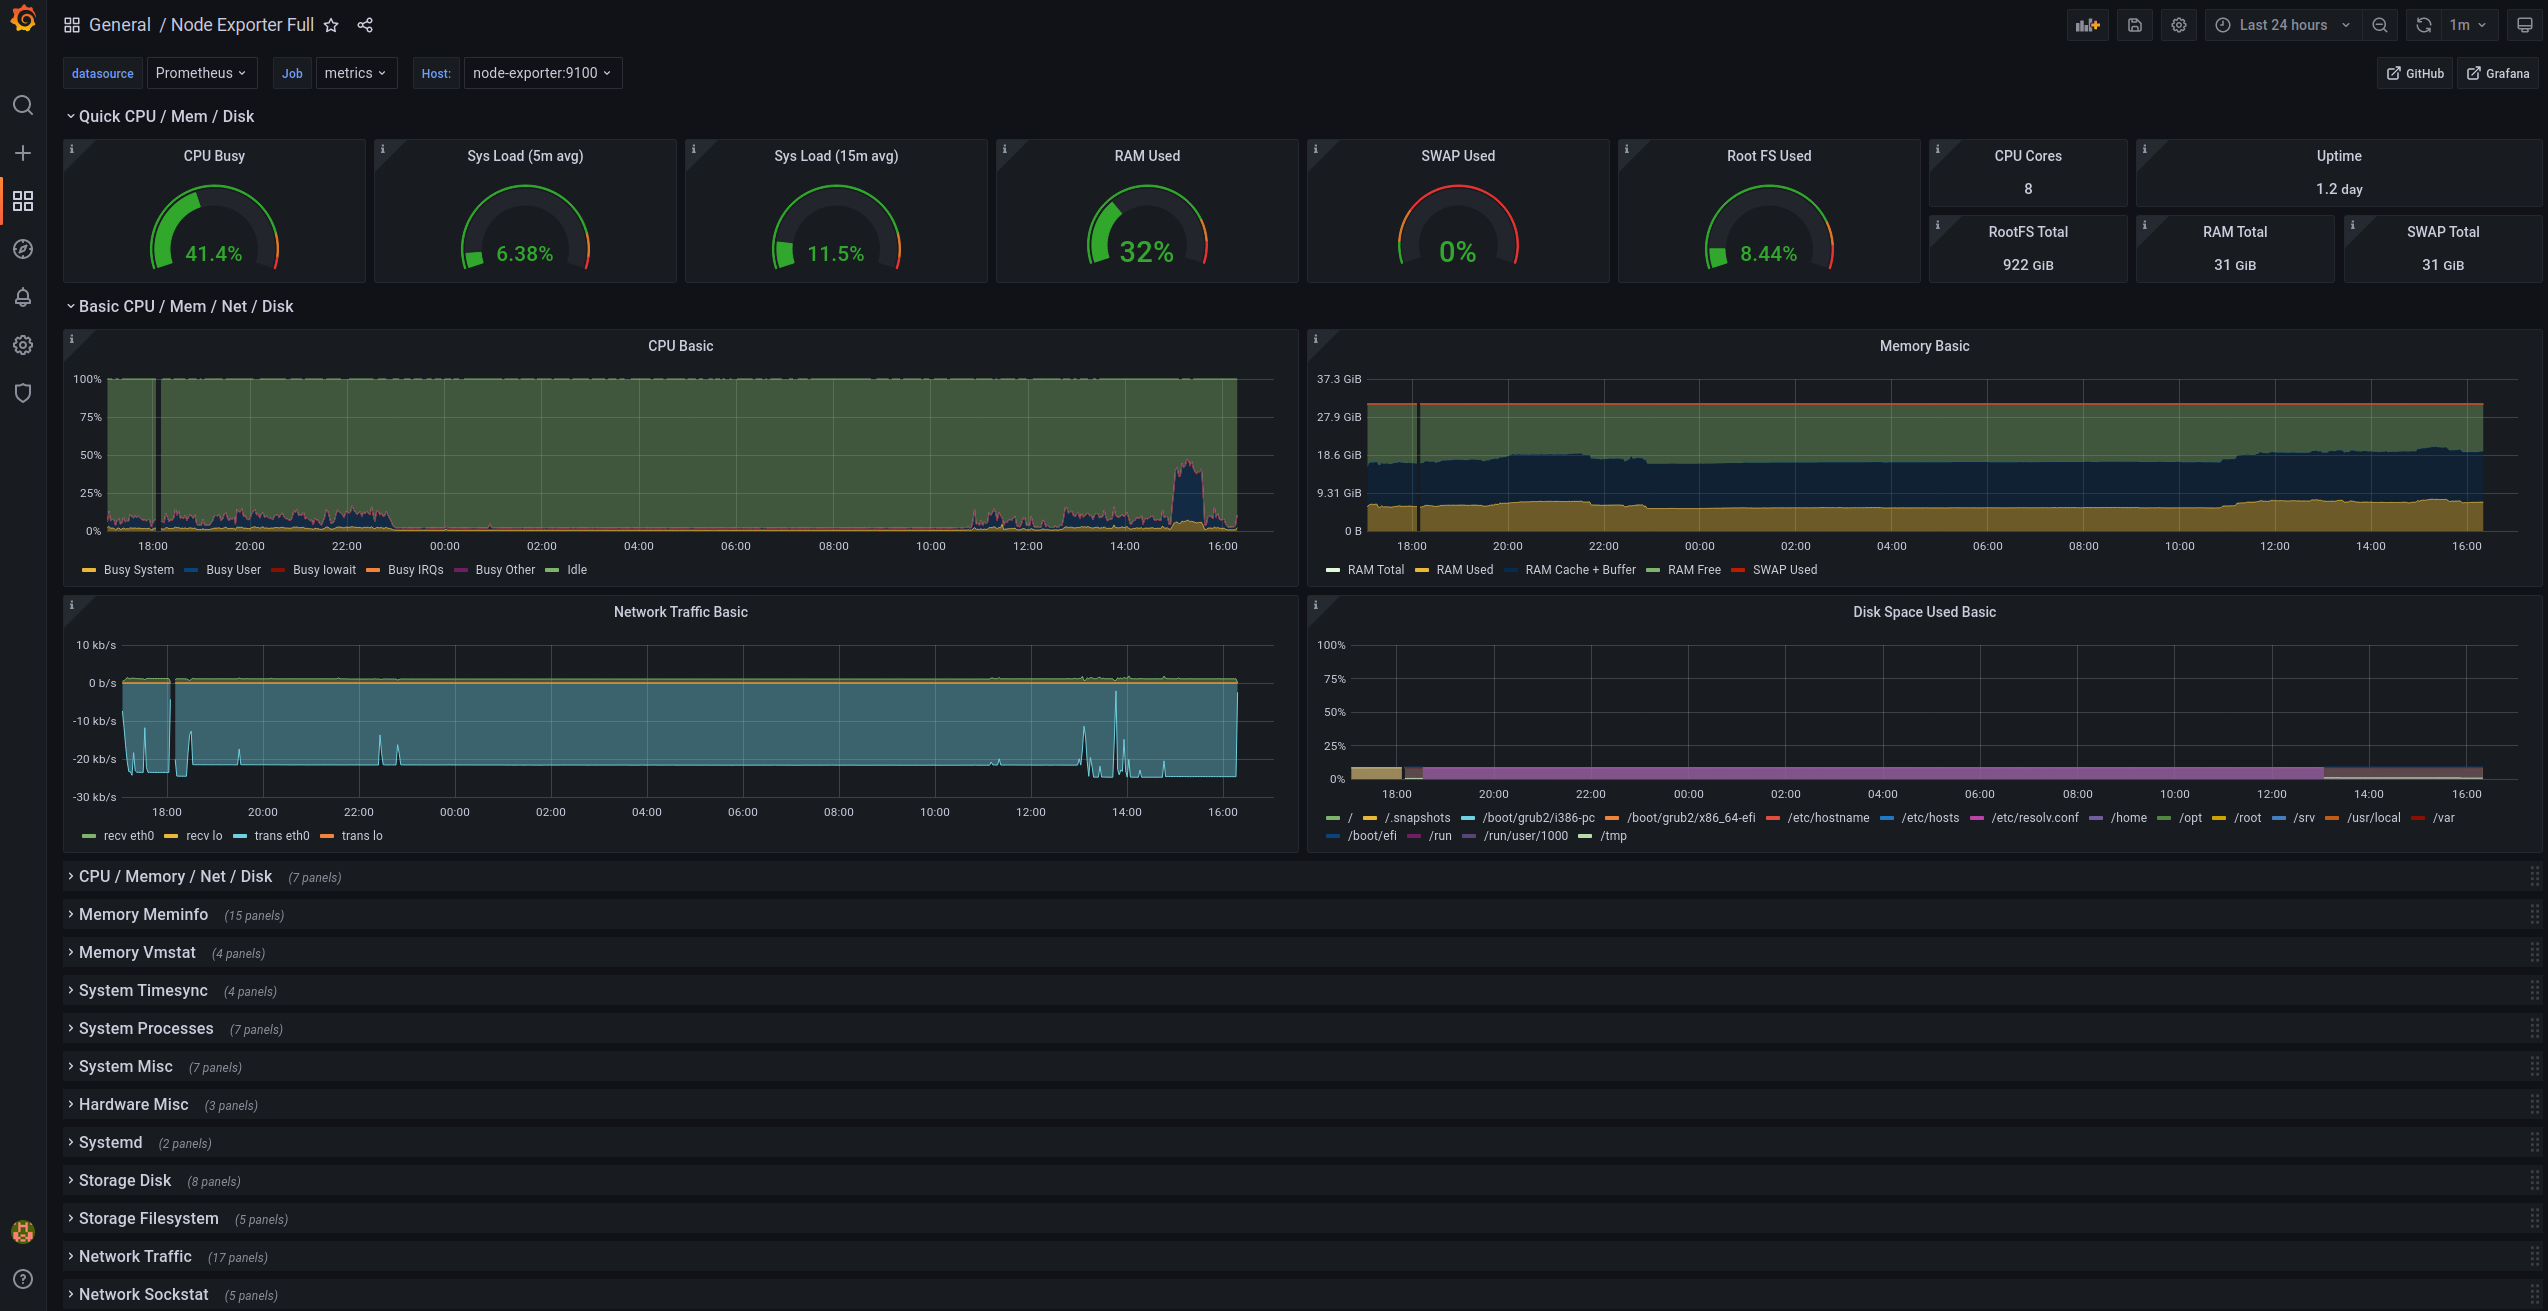 General / Node Exporter Full
Last 24 hours
1m
datasource Prometheus Job metrics Host: node-exporter:9100
GitHub Grafana
Quick CPU / Mem / Disk
CPU Busy
41.4%
Sys Load (5m avg)
6.38%
Sys Load (15m avg)
11.5%
RAM Used
32%
SWAP Used
0%
Root FS Used
8.44%
CPU Cores
8
Uptime
1.2 day
RootFS Total
922 GiB
RAM Total
31 GiB
SWAP Total
31 GiB
Basic CPU / Mem / Net / Disk
CPU Basic
100%
75%
50%
25%
0%
18:00 20:00 22:00 00:00 02:00 04:00 06:00 08:00 10:00 12:00 14:00 16:00
Busy System Busy User Busy Iowait Busy IRQs Busy Other Idle
Memory Basic
37.3 GiB
27.9 GiB
18.6 GiB
9.31 GiB
0 B
18:00 20:00 22:00 00:00 02:00 04:00 06:00 08:00 10:00 12:00 14:00 16:00
RAM Total RAM Used RAM Cache + Buffer RAM Free SWAP Used
Network Traffic Basic
10 kb/s
0 b/s
-10 kb/s
-20 kb/s
-30 kb/s
18:00 20:00 22:00 00:00 02:00 04:00 06:00 08:00 10:00 12:00 14:00 16:00
recv eth0 recv lo trans eth0 trans lo
Disk Space Used Basic
100%
75%
50%
25%
0%
18:00 20:00 22:00 00:00 02:00 04:00 06:00 08:00 10:00 12:00 14:00 16:00
/ /.snapshots /boot/grub2/i386-pc /boot/grub2/x86_64-efi /etc/hostname /etc/hosts /etc/resolv.conf /home /opt /root /srv /usr/local /var
/boot/efi /run /run/user/1000 /tmp
CPU / Memory / Net / Disk (7 panels)
Memory Meminfo (15 panels)
Memory Vmstat (4 panels)
System Timesync (4 panels)
System Processes (7 panels)
System Misc (7 panels)
Hardware Misc (3 panels)
Systemd (2 panels)
Storage Disk (8 panels)
Storage Filesystem (5 panels)
Network Traffic (17 panels)
Network Sockstat (5 panels)